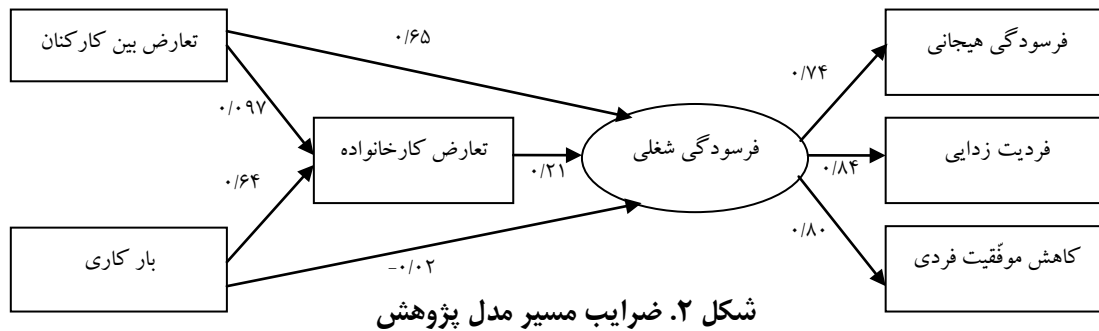 تعارض بین کارکنان
۰/۶۵
فرسودگی هیجانی
۰/۷۴
۰/۰۹۷
تعارض کارخانواده
۰/۲۱
فرسودگی شغلی
۰/۸۴
فردیت زدایی
۰/۶۴
بار کاری
-۰/۰۲
۰/۸۰
کاهش موفّقیت فردی
شکل ۲. ضرایب مسیر مدل پژوهش